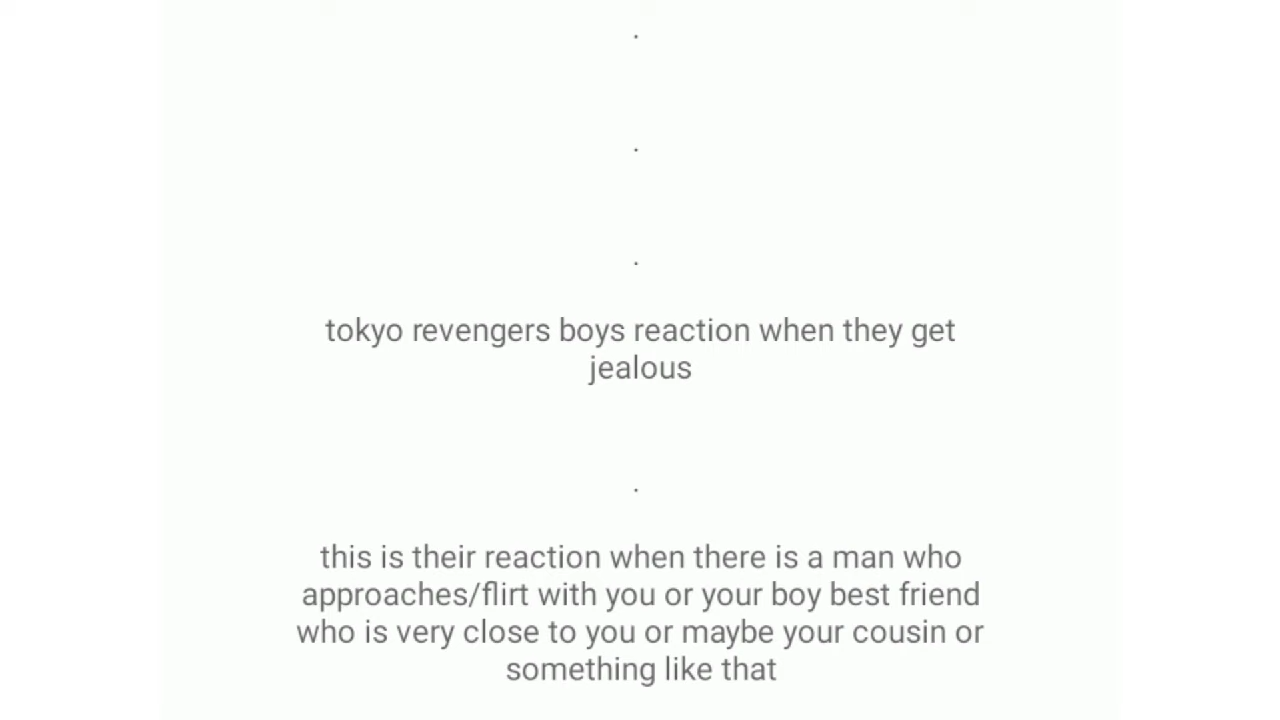 .
.
.
tokyo revengers boys reaction when they get
jealous
.
this is their reaction when there is a man who
approaches/flirt with you or your boy best friend
who is very close to you or maybe your cousin or
something like that